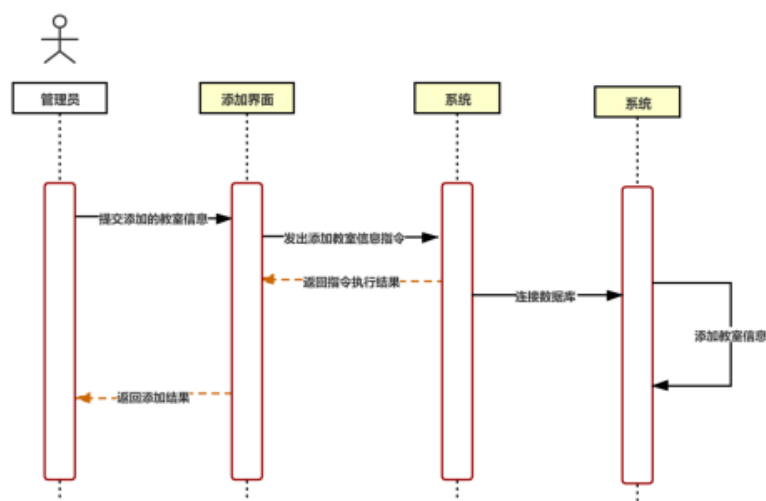 管理员
添加界面
系统
系统
提交添加的教室信息
发出添加教室信息指令
返回指令执行结果
连接数据库
添加教室信息
返回添加结果